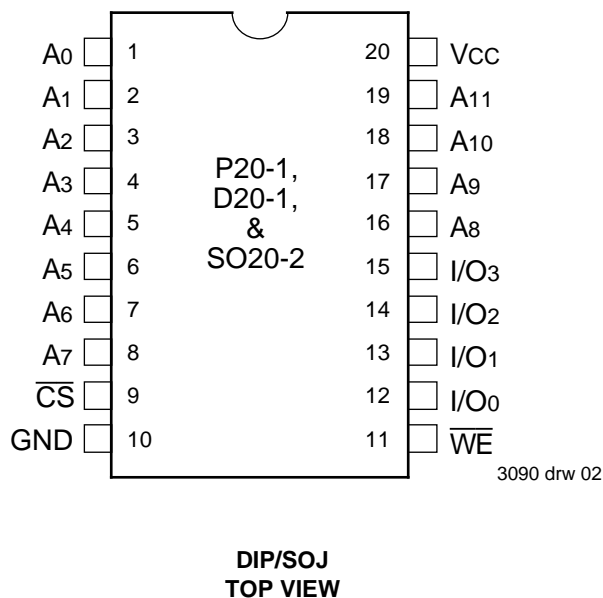 A0 1 20 VCC
A1 2 19 A11
A2 3 18 A10
A3 4 17 A9
A4 5 16 A8
A5 6 15 I/O3
A6 7 14 I/O2
A7 8 13 I/O1
C̅S̅ 9 12 I/O0
GND 10 11 W̅E̅
P20-1,
D20-1,
&
SO20-2
3090 drw 02
DIP/SOJ
TOP VIEW